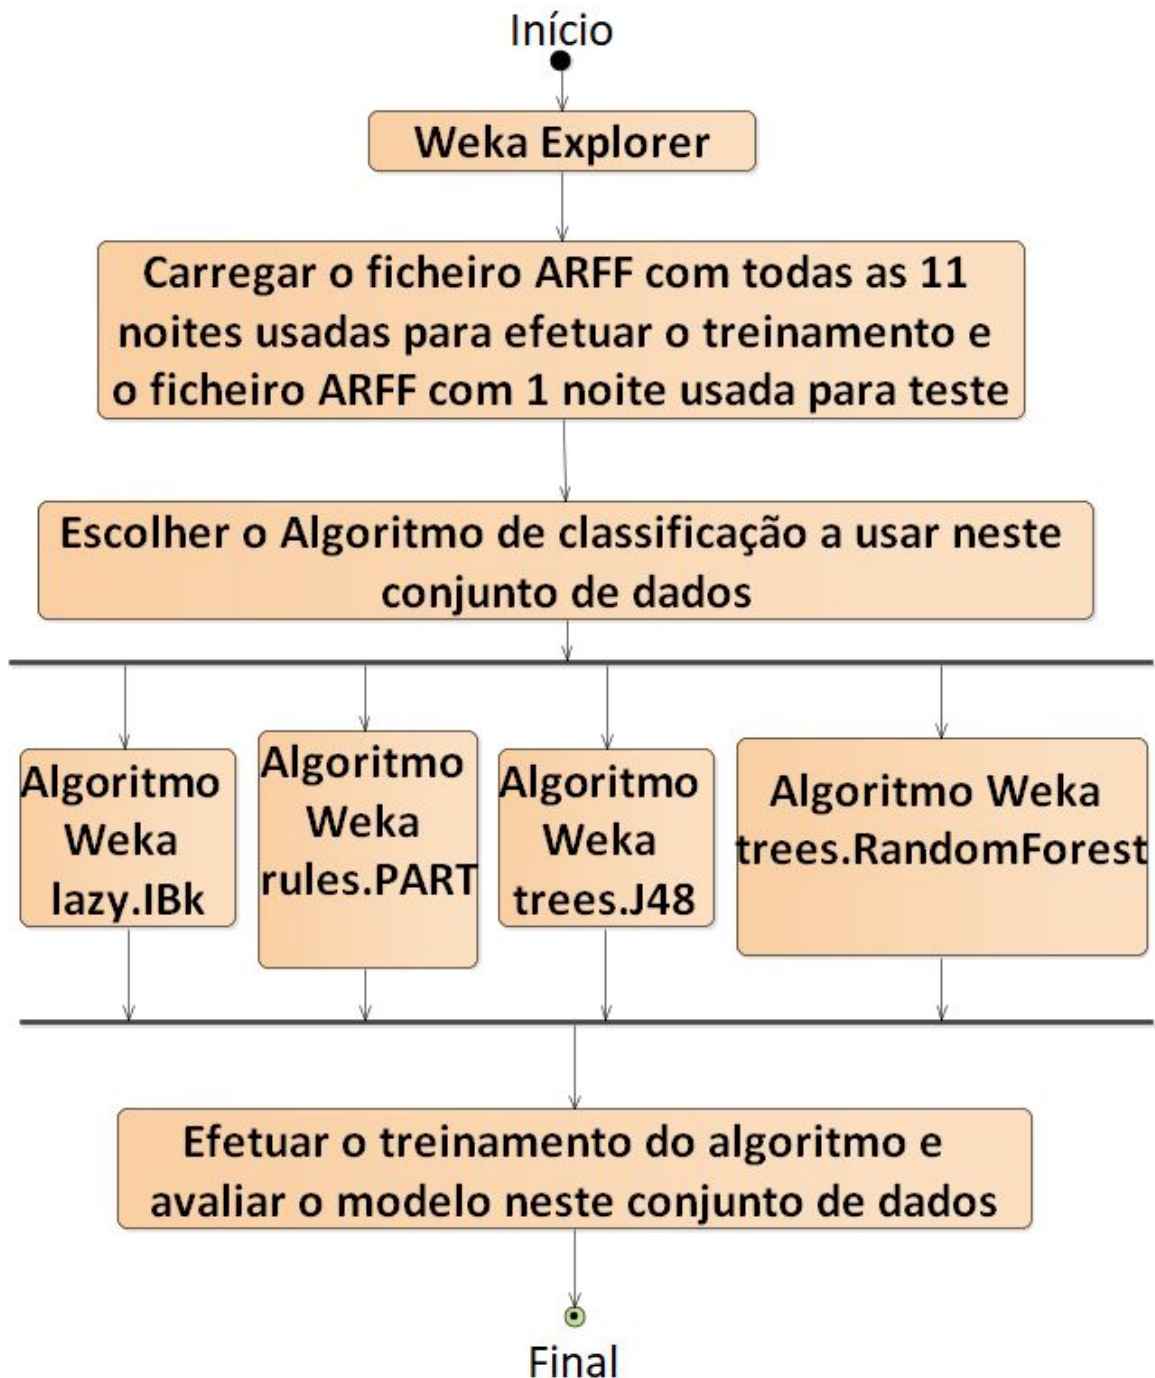 Início
Weka Explorer
Carregar o ficheiro ARFF com todas as 11
noites usadas para efetuar o treinamento e
o ficheiro ARFF com 1 noite usada para teste
Escolher o Algoritmo de classificação a usar neste
conjunto de dados
Algoritmo
Weka
lazy.IBk
Algoritmo
Weka
rules.PART
Algoritmo
Weka
trees.J48
Algoritmo Weka
trees.RandomForest
Efetuar o treinamento do algoritmo e
avaliar o modelo neste conjunto de dados
Final